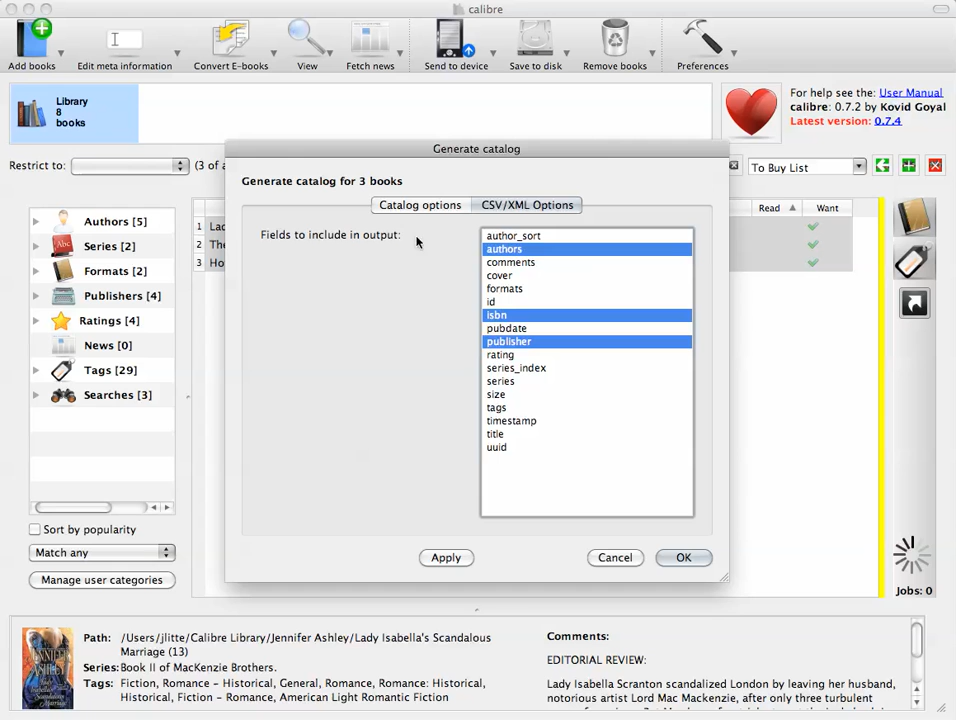 calibre
Add books
Edit meta information
Convert E-books
View
Fetch news
Send to device
Save to disk
Remove books
Preferences
Library
8
books
For help see the: User Manual
calibre: 0.7.2 by Kovid Goyal
Latest version: 0.7.4
Restrict to:
(3 of
To Buy List
Generate catalog
Generate catalog for 3 books
Catalog options
CSV/XML Options
Fields to include in output:
author_sort
authors
comments
cover
formats
id
isbn
pubdate
publisher
rating
series_index
series
size
tags
timestamp
title
uuid
Apply
Cancel
OK
Authors [5]
Series [2]
Formats [2]
Publishers [4]
Ratings [4]
News [0]
Tags [29]
Searches [3]
Sort by popularity
Match any
Manage user categories
1 Lad
2 The
3 Ho
Read
Want
Jobs: 0
Path: /Users/jlitte/Calibre Library/Jennifer Ashley/Lady Isabella's Scandalous
Marriage (13)
Series: Book II of MacKenzie Brothers.
Tags: Fiction, Romance - Historical, General, Romance, Romance: Historical,
Historical, Fiction - Romance, American Light Romantic Fiction
Comments:
EDITORIAL REVIEW:
Lady Isabella Scranton scandalized London by leaving her husband,
notorious artist Lord Mac Mackenzie, after only three turbulent